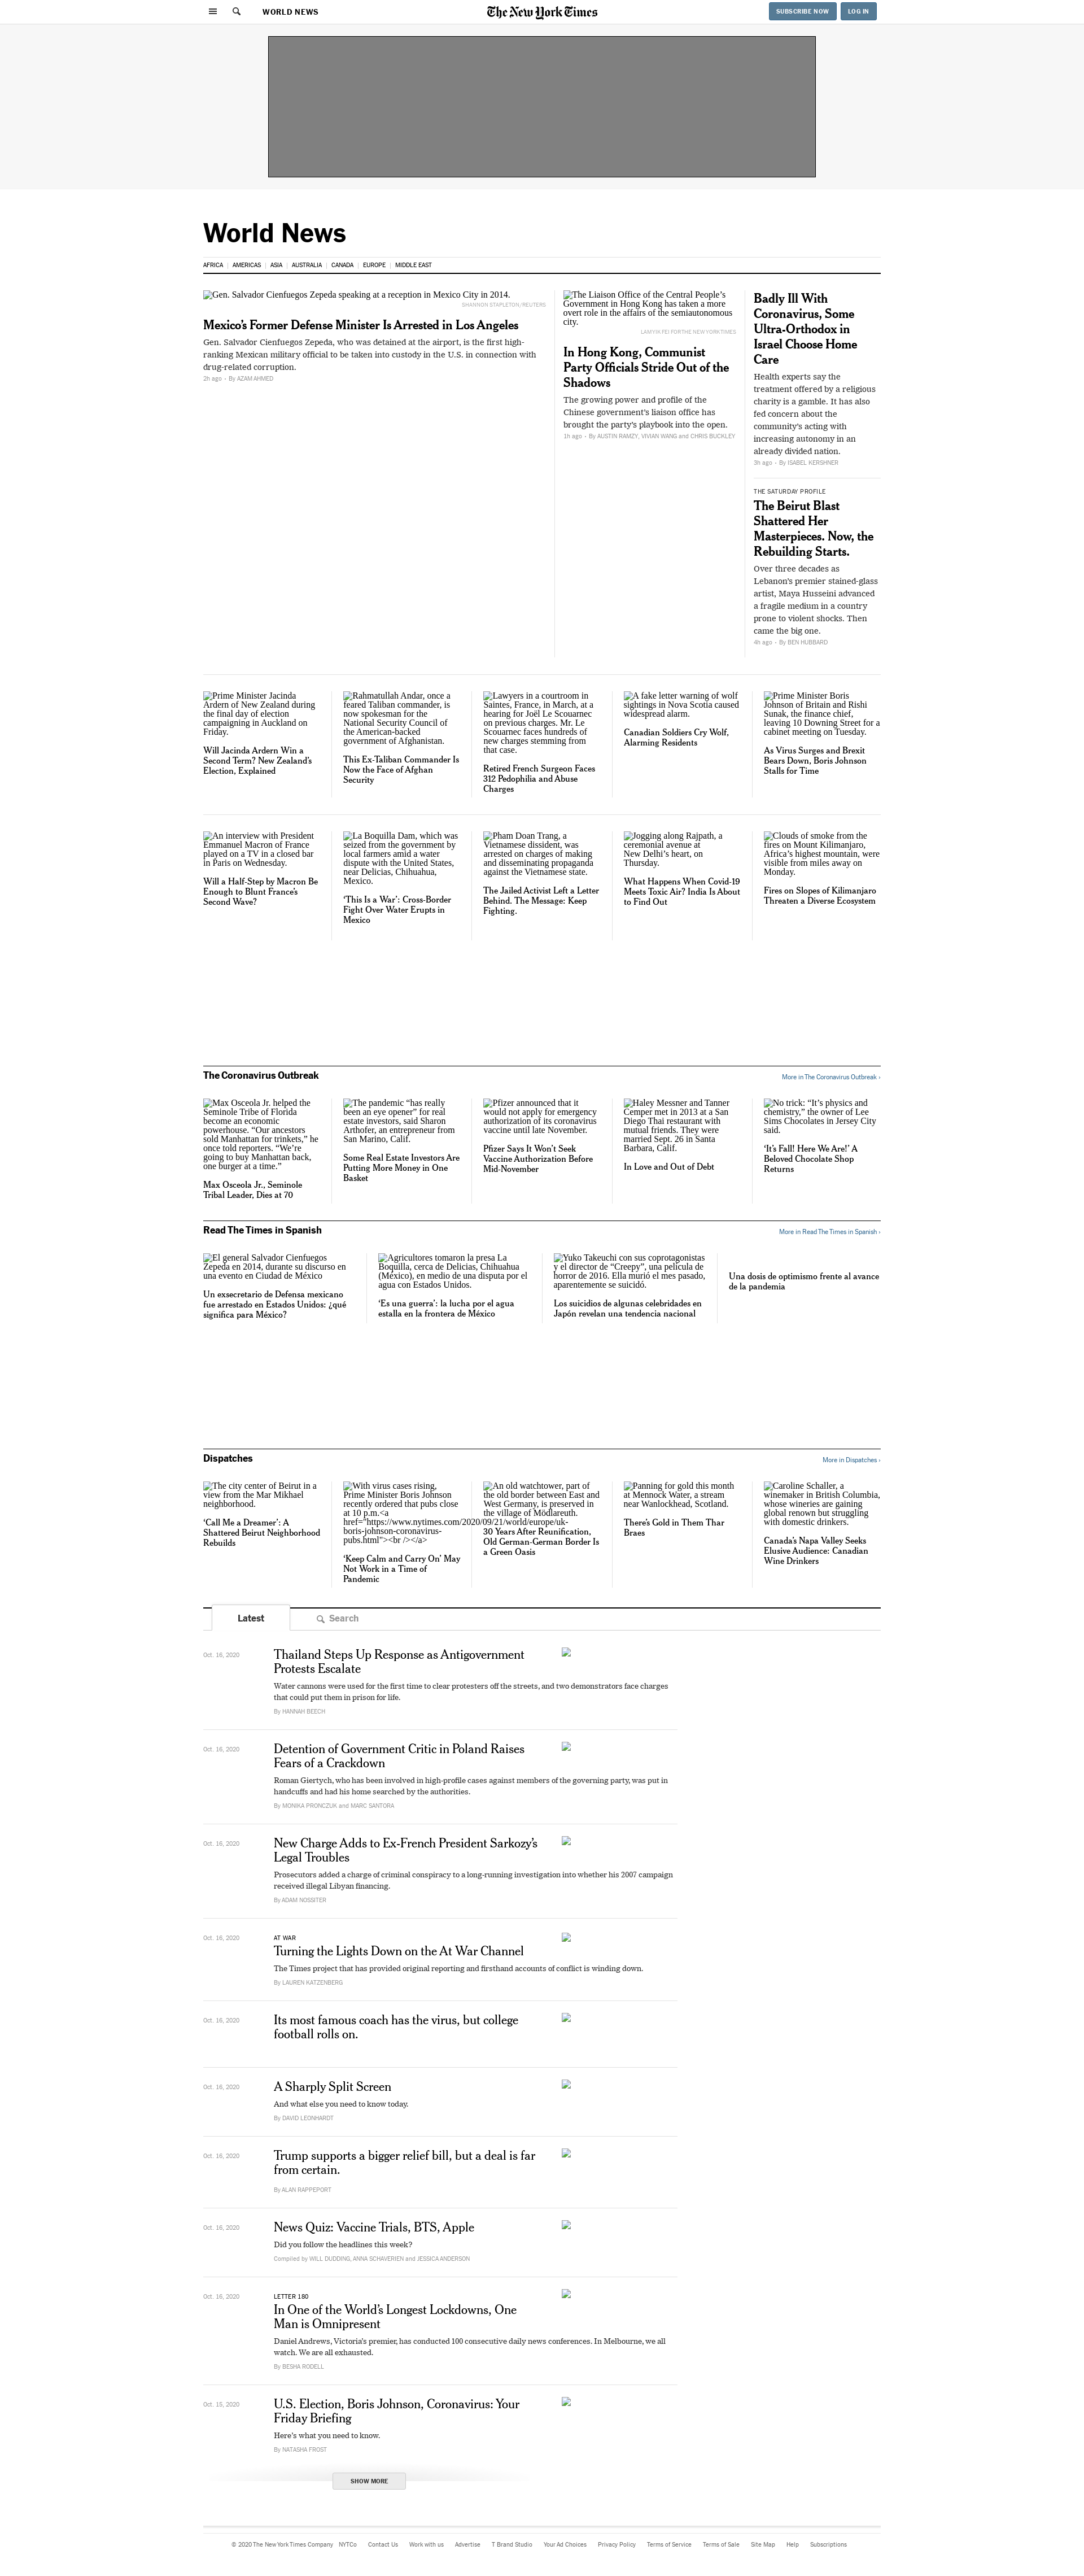 WORLD NEWS
The New York Times
SUBSCRIBE NOW
LOG IN
World News
AFRICA
AMERICAS
ASIA
AUSTRALIA
CANADA
EUROPE
MIDDLE EAST
Gen. Salvador Cienfuegos Zepeda speaking at a reception in Mexico City in 2014.
SHANNON STAPLETON/REUTERS
Mexico’s Former Defense Minister Is Arrested in Los Angeles
Gen. Salvador Cienfuegos Zepeda, who was detained at the airport, is the first high-
ranking Mexican military official to be taken into custody in the U.S. in connection with
drug-related corruption.
2h ago • By AZAM AHMED
The Liaison Office of the Central People’s
Government in Hong Kong has taken a more
overt role in the affairs of the semiautonomous
city.
LAM YIK FEI FOR THE NEW YORK TIMES
In Hong Kong, Communist
Party Officials Stride Out of the
Shadows
The growing power and profile of the
Chinese government’s liaison office has
brought the party’s playbook into the open.
1h ago • By AUSTIN RAMZY, VIVIAN WANG and CHRIS BUCKLEY
Badly Ill With
Coronavirus, Some
Ultra-Orthodox in
Israel Choose Home
Care
Health experts say the
treatment offered by a religious
charity is a gamble. It has also
fed concern about the
community’s acting with
increasing autonomy in an
already divided nation.
3h ago • By ISABEL KERSHNER
THE SATURDAY PROFILE
The Beirut Blast
Shattered Her
Masterpieces. Now, the
Rebuilding Starts.
Over three decades as
Lebanon’s premier stained-glass
artist, Maya Husseini advanced
a fragile medium in a country
prone to violent shocks. Then
came the big one.
4h ago • By BEN HUBBARD
Prime Minister Jacinda
Ardern of New Zealand during
the final day of election
campaigning in Auckland on
Friday.
Will Jacinda Ardern Win a
Second Term? New Zealand’s
Election, Explained
Rahmatullah Andar, once a
feared Taliban commander, is
now spokesman for the
National Security Council of
the American-backed
government of Afghanistan.
This Ex-Taliban Commander Is
Now the Face of Afghan
Security
Lawyers in a courtroom in
Saintes, France, in March, at a
hearing for Joël Le Scouarnec
on previous charges. Mr. Le
Scouarnec faces hundreds of
new charges stemming from
that case.
Retired French Surgeon Faces
312 Pedophilia and Abuse
Charges
A fake letter warning of wolf
sightings in Nova Scotia caused
widespread alarm.
Canadian Soldiers Cry Wolf,
Alarming Residents
Prime Minister Boris
Johnson of Britain and Rishi
Sunak, the finance chief,
leaving 10 Downing Street for a
cabinet meeting on Tuesday.
As Virus Surges and Brexit
Bears Down, Boris Johnson
Stalls for Time
An interview with President
Emmanuel Macron of France
played on a TV in a closed bar
in Paris on Wednesday.
Will a Half-Step by Macron Be
Enough to Blunt France’s
Second Wave?
La Boquilla Dam, which was
seized from the government by
local farmers amid a water
dispute with the United States,
near Delicias, Chihuahua,
Mexico.
‘This Is a War’: Cross-Border
Fight Over Water Erupts in
Mexico
Pham Doan Trang, a
Vietnamese dissident, was
arrested on charges of making
and disseminating propaganda
against the Vietnamese state.
The Jailed Activist Left a Letter
Behind. The Message: Keep
Fighting.
Jogging along Rajpath, a
ceremonial avenue at
New Delhi’s heart, on
Thursday.
What Happens When Covid-19
Meets Toxic Air? India Is About
to Find Out
Clouds of smoke from the
fires on Mount Kilimanjaro,
Africa’s highest mountain, were
visible from miles away on
Monday.
Fires on Slopes of Kilimanjaro
Threaten a Diverse Ecosystem
The Coronavirus Outbreak
More in The Coronavirus Outbreak ›
Max Osceola Jr. helped the
Seminole Tribe of Florida
become an economic
powerhouse. “Our ancestors
sold Manhattan for trinkets,” he
once told reporters. “We’re
going to buy Manhattan back,
one burger at a time.”
Max Osceola Jr., Seminole
Tribal Leader, Dies at 70
The pandemic “has really
been an eye opener” for real
estate investors, said Sharon
Arthofer, an entrepreneur from
San Marino, Calif.
Some Real Estate Investors Are
Putting More Money in One
Basket
Pfizer announced that it
would not apply for emergency
authorization of its coronavirus
vaccine until late November.
Pfizer Says It Won’t Seek
Vaccine Authorization Before
Mid-November
Haley Messner and Tanner
Cemper met in 2013 at a San
Diego Thai restaurant with
mutual friends. They were
married Sept. 26 in Santa
Barbara, Calif.
In Love and Out of Debt
No trick: “It’s physics and
chemistry,” the owner of Lee
Sims Chocolates in Jersey City
said.
‘It’s Fall! Here We Are!’ A
Beloved Chocolate Shop
Returns
Read The Times in Spanish
More in Read The Times in Spanish ›
El general Salvador Cienfuegos
Zepeda en 2014, durante su discurso en
una evento en Ciudad de México
Un exsecretario de Defensa mexicano
fue arrestado en Estados Unidos: ¿qué
significa para México?
Agricultores tomaron la presa La
Boquilla, cerca de Delicias, Chihuahua
(México), en medio de una disputa por el
agua con Estados Unidos.
‘Es una guerra’: la lucha por el agua
estalla en la frontera de México
Yuko Takeuchi con sus coprotagonistas
y el director de “Creepy”, una película de
horror de 2016. Ella murió el mes pasado,
aparentemente se suicidó.
Los suicidios de algunas celebridades en
Japón revelan una tendencia nacional
Una dosis de optimismo frente al avance
de la pandemia
Dispatches
More in Dispatches ›
The city center of Beirut in a
view from the Mar Mikhael
neighborhood.
‘Call Me a Dreamer’: A
Shattered Beirut Neighborhood
Rebuilds
With virus cases rising,
Prime Minister Boris Johnson
recently ordered that pubs close
at 10 p.m.<a
href="https://www.nytimes.com/2020/09/21/world/europe/uk-
boris-johnson-coronavirus-
pubs.html"><br /></a>
‘Keep Calm and Carry On’ May
Not Work in a Time of
Pandemic
An old watchtower, part of
the old border between East and
West Germany, is preserved in
the village of Mödlareuth.
30 Years After Reunification,
Old German-German Border Is
a Green Oasis
Panning for gold this month
at Mennock Water, a stream
near Wanlockhead, Scotland.
There’s Gold in Them Thar
Braes
Caroline Schaller, a
winemaker in British Columbia,
whose wineries are gaining
global renown but struggling
with domestic drinkers.
Canada’s Napa Valley Seeks
Elusive Audience: Canadian
Wine Drinkers
Latest
Search
Oct. 16, 2020
Thailand Steps Up Response as Antigovernment
Protests Escalate
Water cannons were used for the first time to clear protesters off the streets, and two demonstrators face charges
that could put them in prison for life.
By HANNAH BEECH
Oct. 16, 2020
Detention of Government Critic in Poland Raises
Fears of a Crackdown
Roman Giertych, who has been involved in high-profile cases against members of the governing party, was put in
handcuffs and had his home searched by the authorities.
By MONIKA PRONCZUK and MARC SANTORA
Oct. 16, 2020
New Charge Adds to Ex-French President Sarkozy’s
Legal Troubles
Prosecutors added a charge of criminal conspiracy to a long-running investigation into whether his 2007 campaign
received illegal Libyan financing.
By ADAM NOSSITER
Oct. 16, 2020
AT WAR
Turning the Lights Down on the At War Channel
The Times project that has provided original reporting and firsthand accounts of conflict is winding down.
By LAUREN KATZENBERG
Oct. 16, 2020
Its most famous coach has the virus, but college
football rolls on.
Oct. 16, 2020
A Sharply Split Screen
And what else you need to know today.
By DAVID LEONHARDT
Oct. 16, 2020
Trump supports a bigger relief bill, but a deal is far
from certain.
By ALAN RAPPEPORT
Oct. 16, 2020
News Quiz: Vaccine Trials, BTS, Apple
Did you follow the headlines this week?
Compiled by WILL DUDDING, ANNA SCHAVERIEN and JESSICA ANDERSON
Oct. 16, 2020
LETTER 180
In One of the World’s Longest Lockdowns, One
Man is Omnipresent
Daniel Andrews, Victoria’s premier, has conducted 100 consecutive daily news conferences. In Melbourne, we all
watch. We are all exhausted.
By BESHA RODELL
Oct. 15, 2020
U.S. Election, Boris Johnson, Coronavirus: Your
Friday Briefing
Here’s what you need to know.
By NATASHA FROST
SHOW MORE
© 2020 The New York Times Company
NYTCo
Contact Us
Work with us
Advertise
T Brand Studio
Your Ad Choices
Privacy Policy
Terms of Service
Terms of Sale
Site Map
Help
Subscriptions